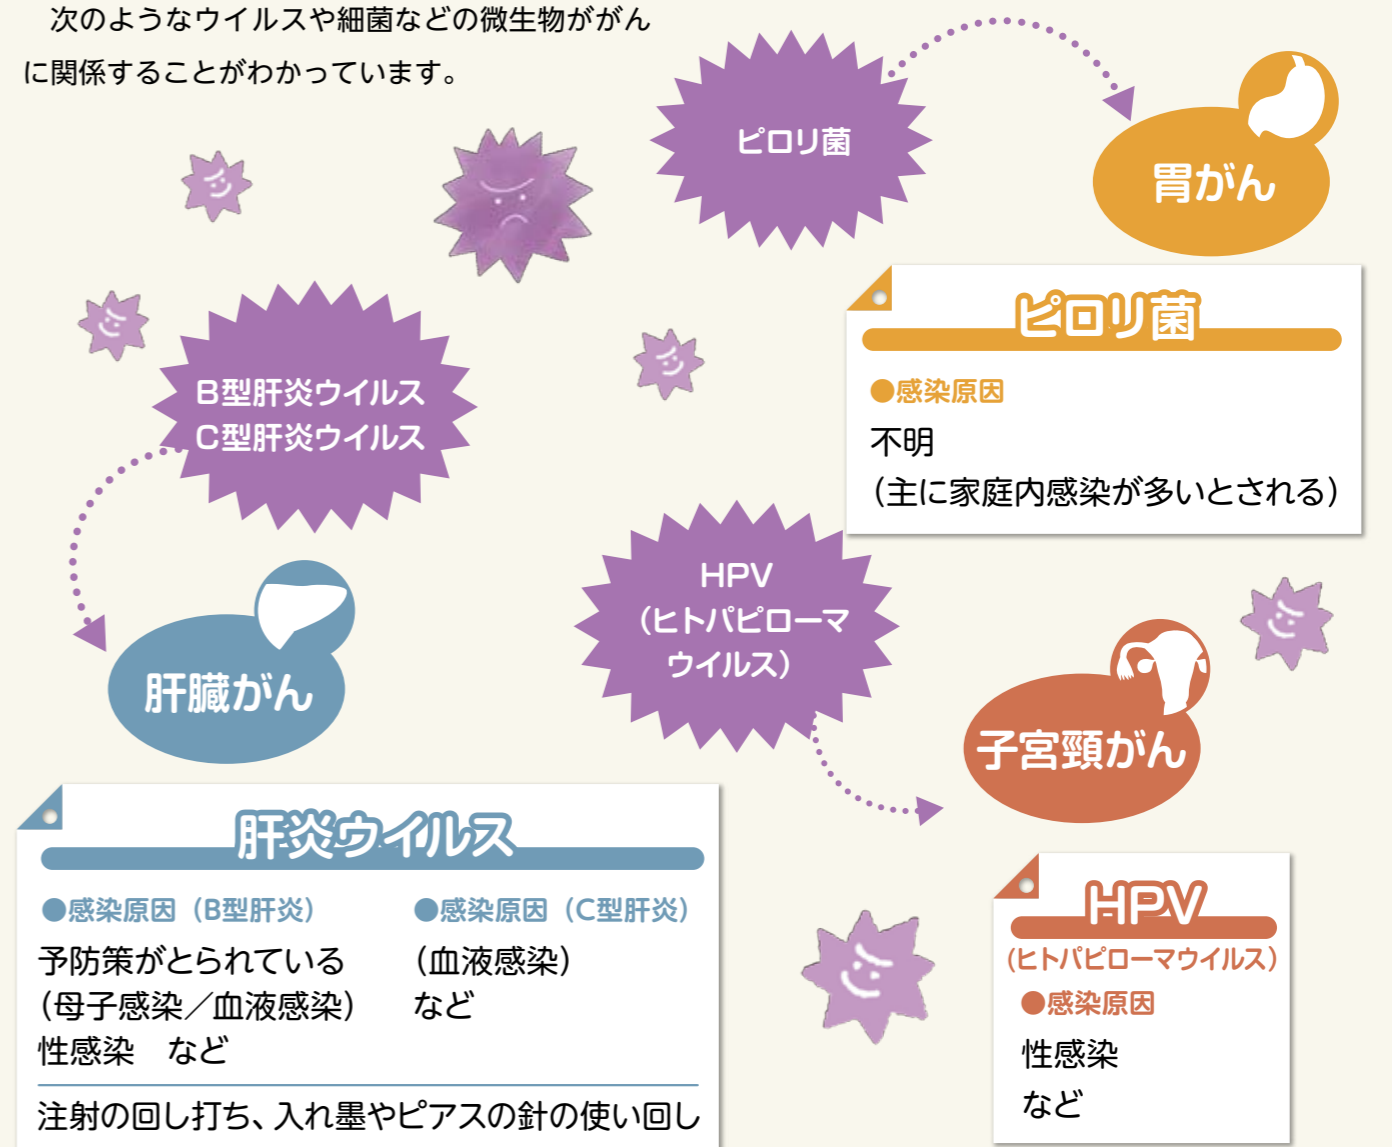 次のようなウイルスや細菌などの微生物ががん
に関係することがわかっています。
ピロリ菌
胃がん
ピロリ菌
●感染原因
不明
（主に家庭内感染が多いとされる）
B型肝炎ウイルス
C型肝炎ウイルス
肝臓がん
HPV
（ヒトパピローマ
ウイルス）
子宮頸がん
肝炎ウイルス
●感染原因（B型肝炎）
予防策がとられている
（母子感染／血液感染）
性感染　など
●感染原因（C型肝炎）
（血液感染）
など
注射の回し打ち、入れ墨やピアスの針の使い回し
HPV
（ヒトパピローマウイルス）
●感染原因
性感染
など